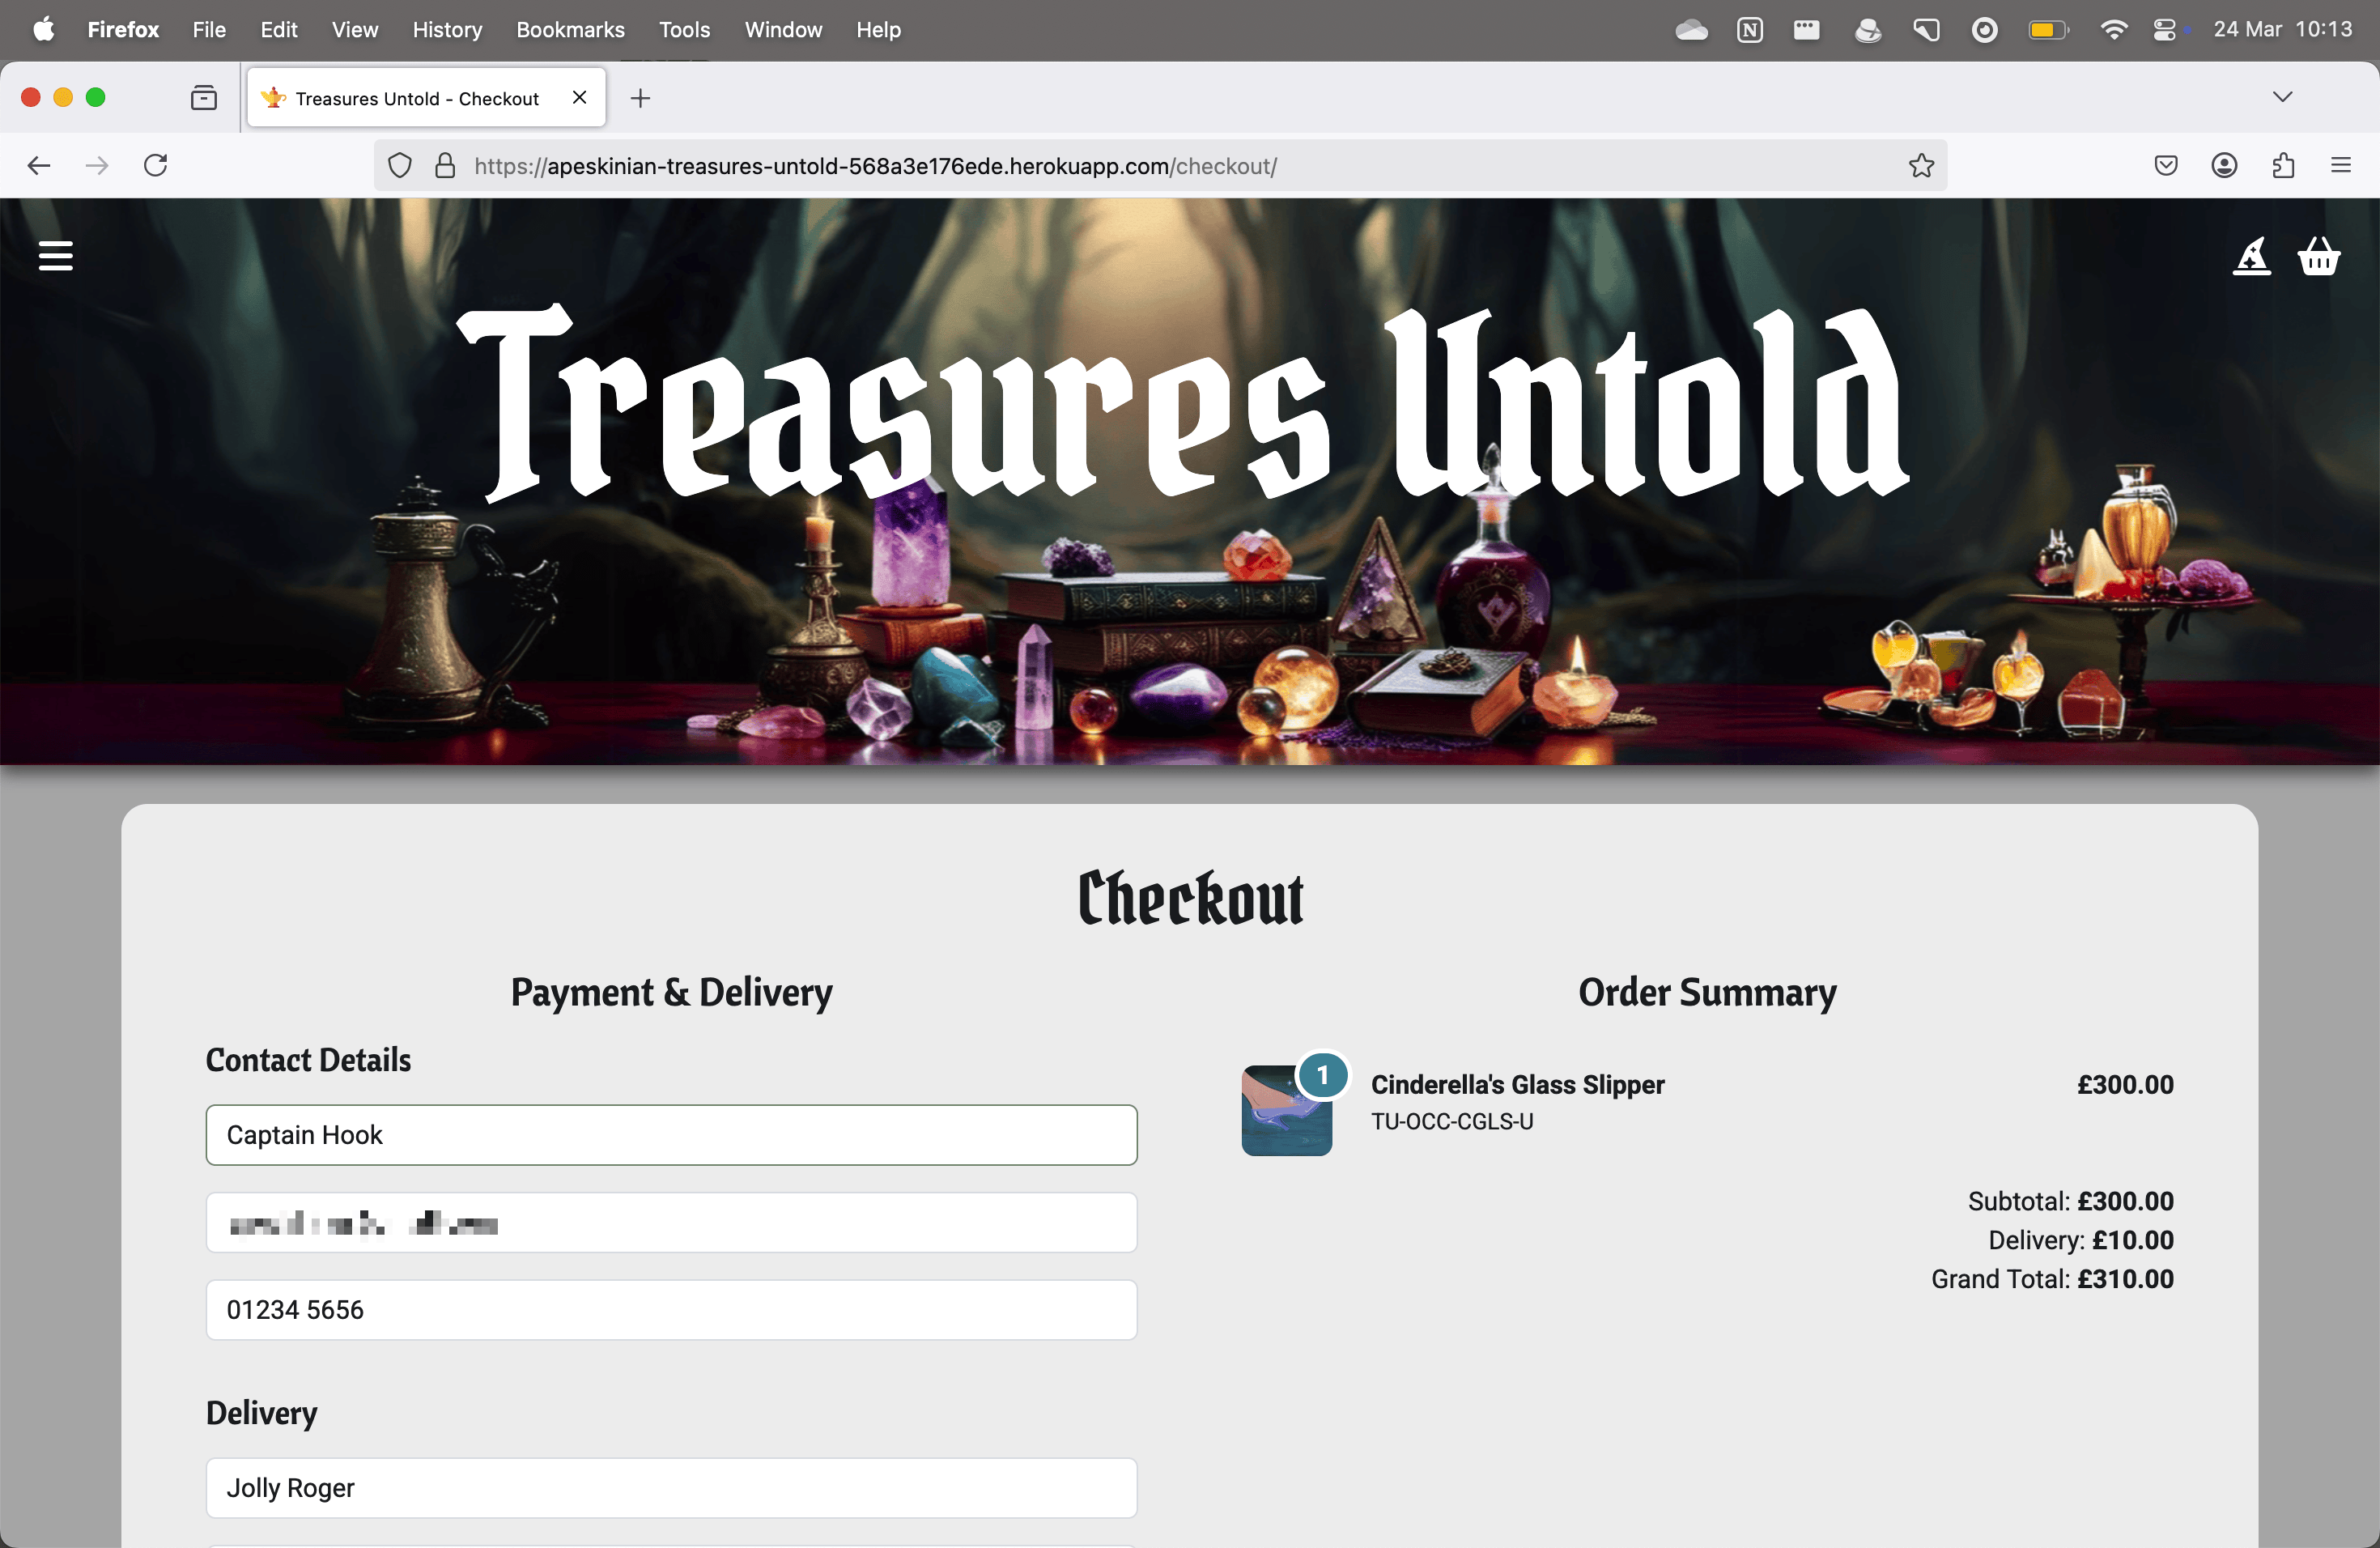 Firefox File Edit View History Bookmarks Tools Window Help 24 Mar 10:13
Treasures Untold - Checkout
https://apeskinian-treasures-untold-568a3e176ede.herokuapp.com/checkout/
Treasures Untold
Checkout
Payment & Delivery
Contact Details
Captain Hook
01234 5656
Delivery
Jolly Roger
Order Summary
1
Cinderella's Glass Slipper £300.00
TU-OCC-CGLS-U
Subtotal: £300.00
Delivery: £10.00
Grand Total: £310.00